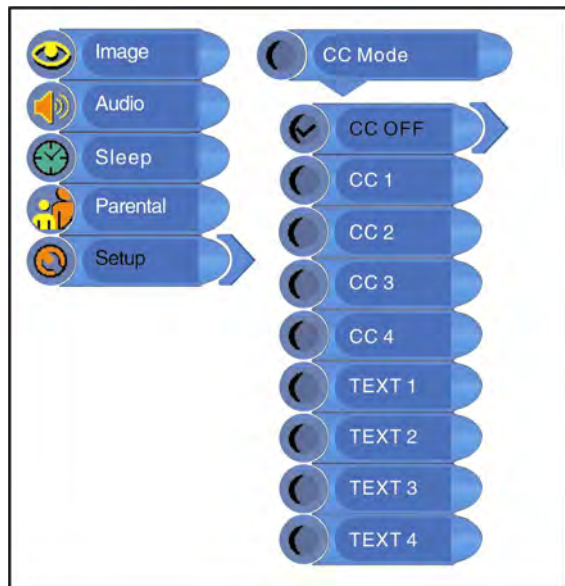 Image
Audio
Sleep
Parental
Setup
CC Mode
CC OFF
CC 1
CC 2
CC 3
CC 4
TEXT 1
TEXT 2
TEXT 3
TEXT 4